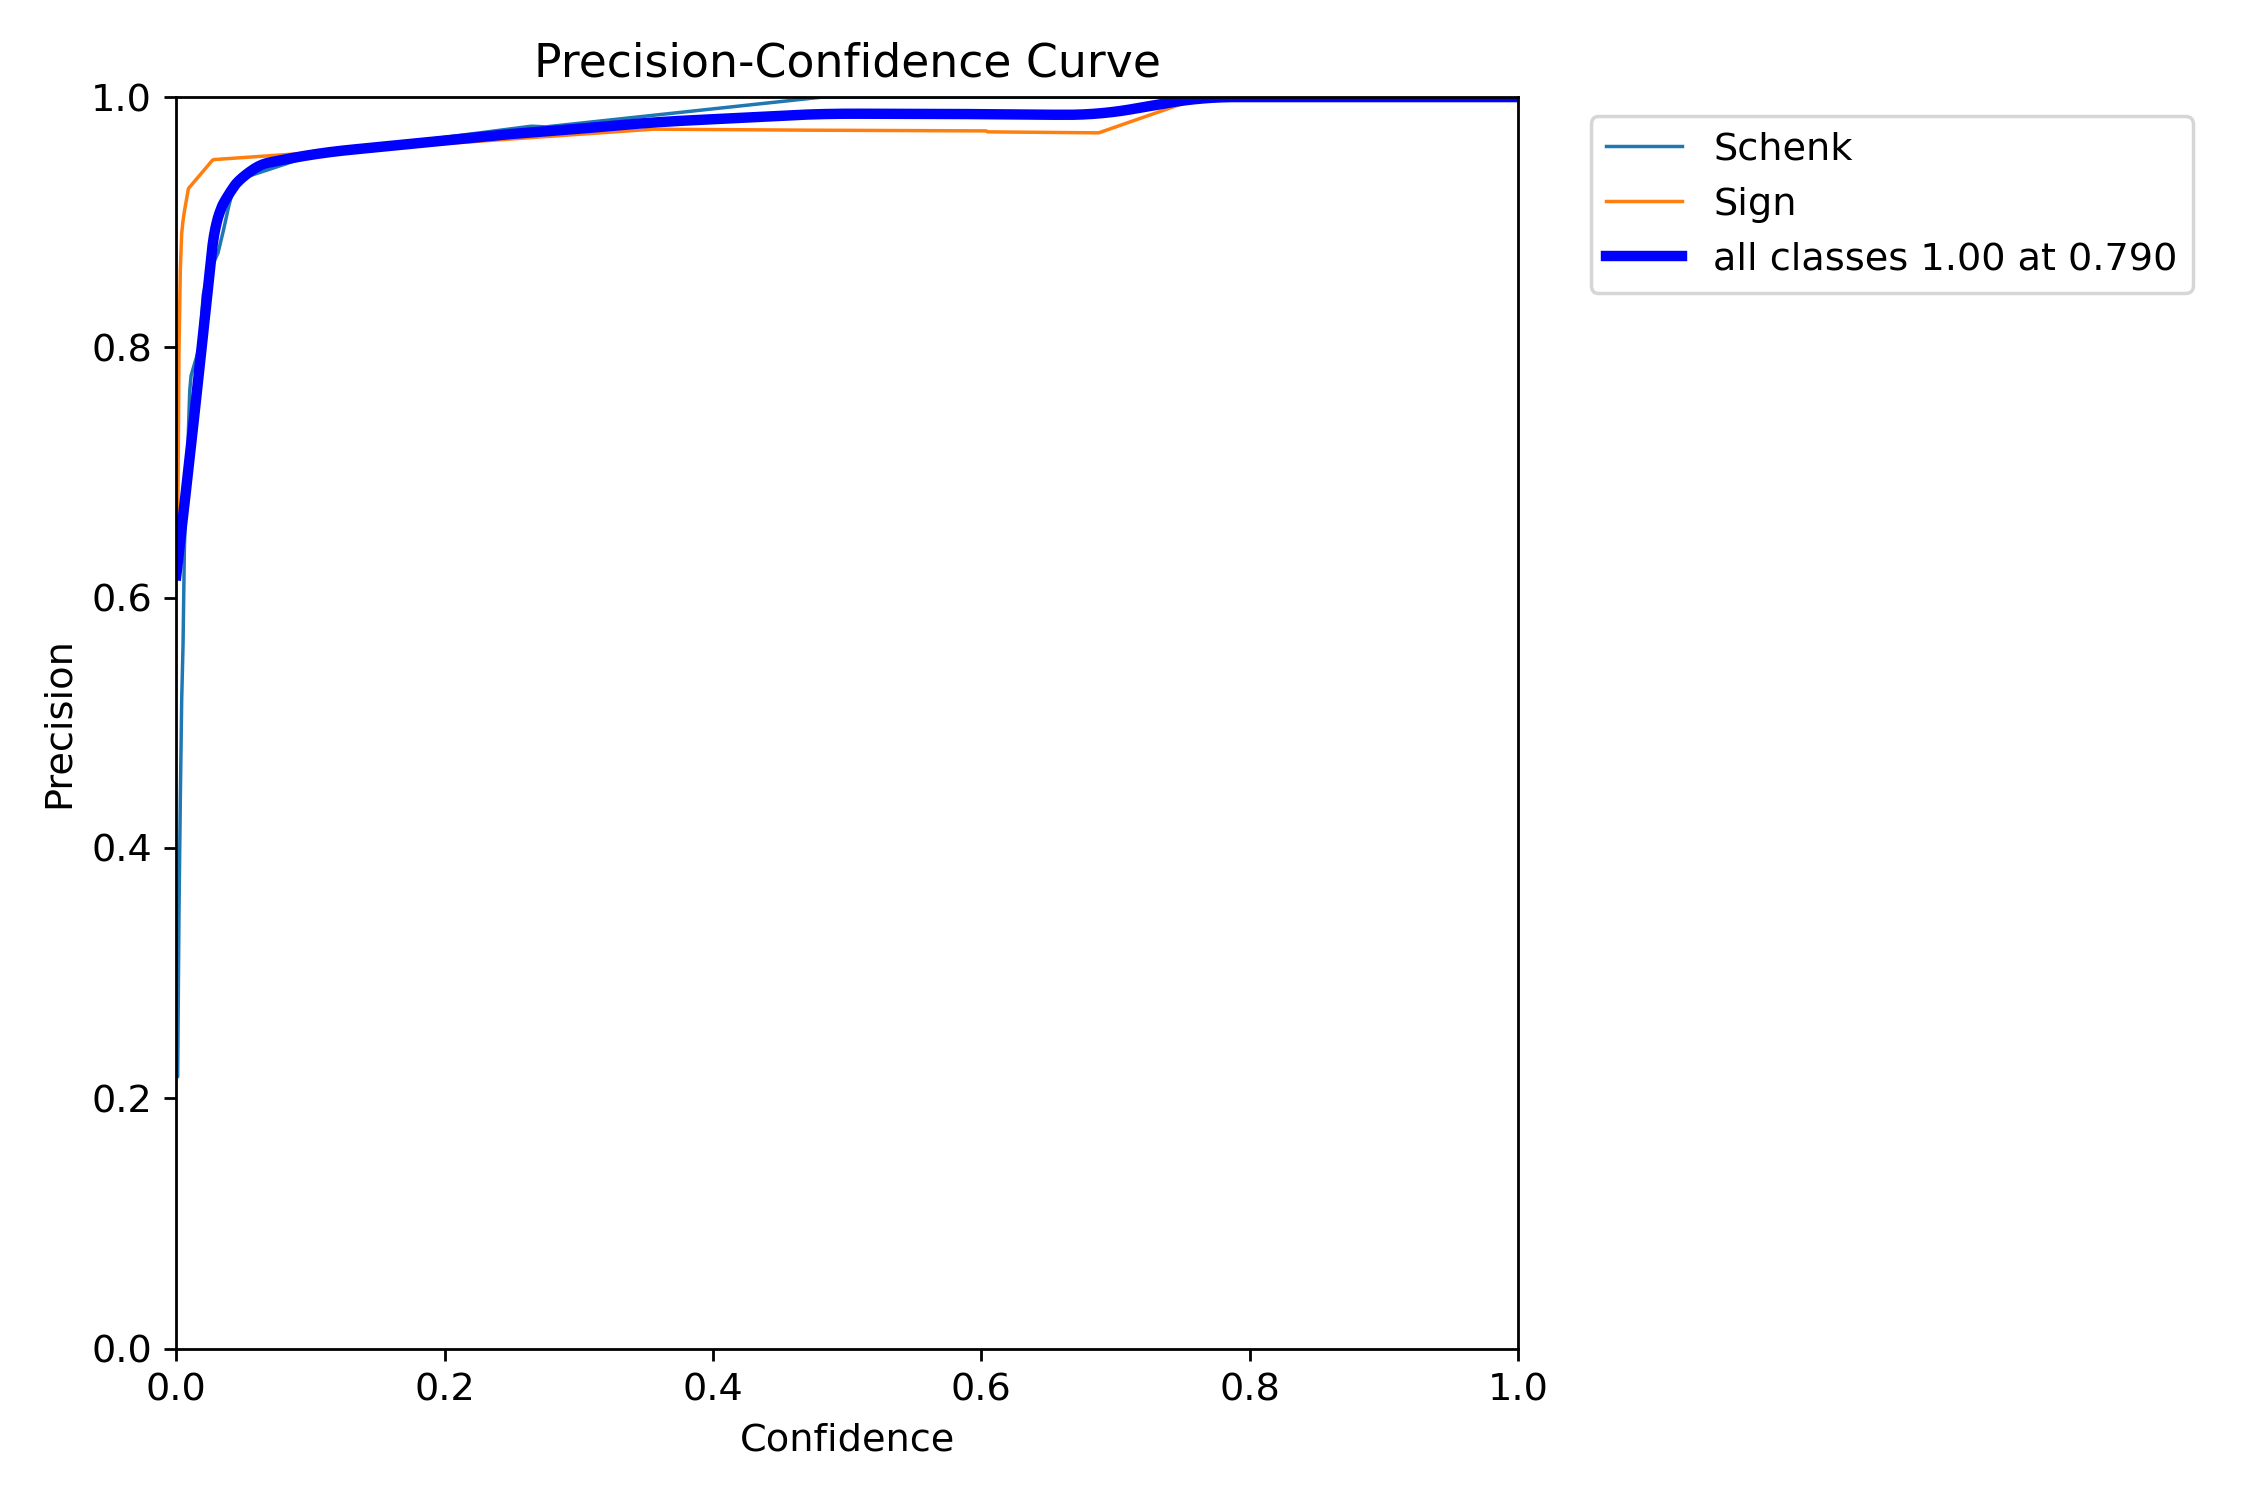 Precision-Confidence Curve
1.0
0.8
0.6
0.4
0.2
0.0
Precision
0.0 0.2 0.4 0.6 0.8 1.0
Confidence
Schenk
Sign
all classes 1.00 at 0.790